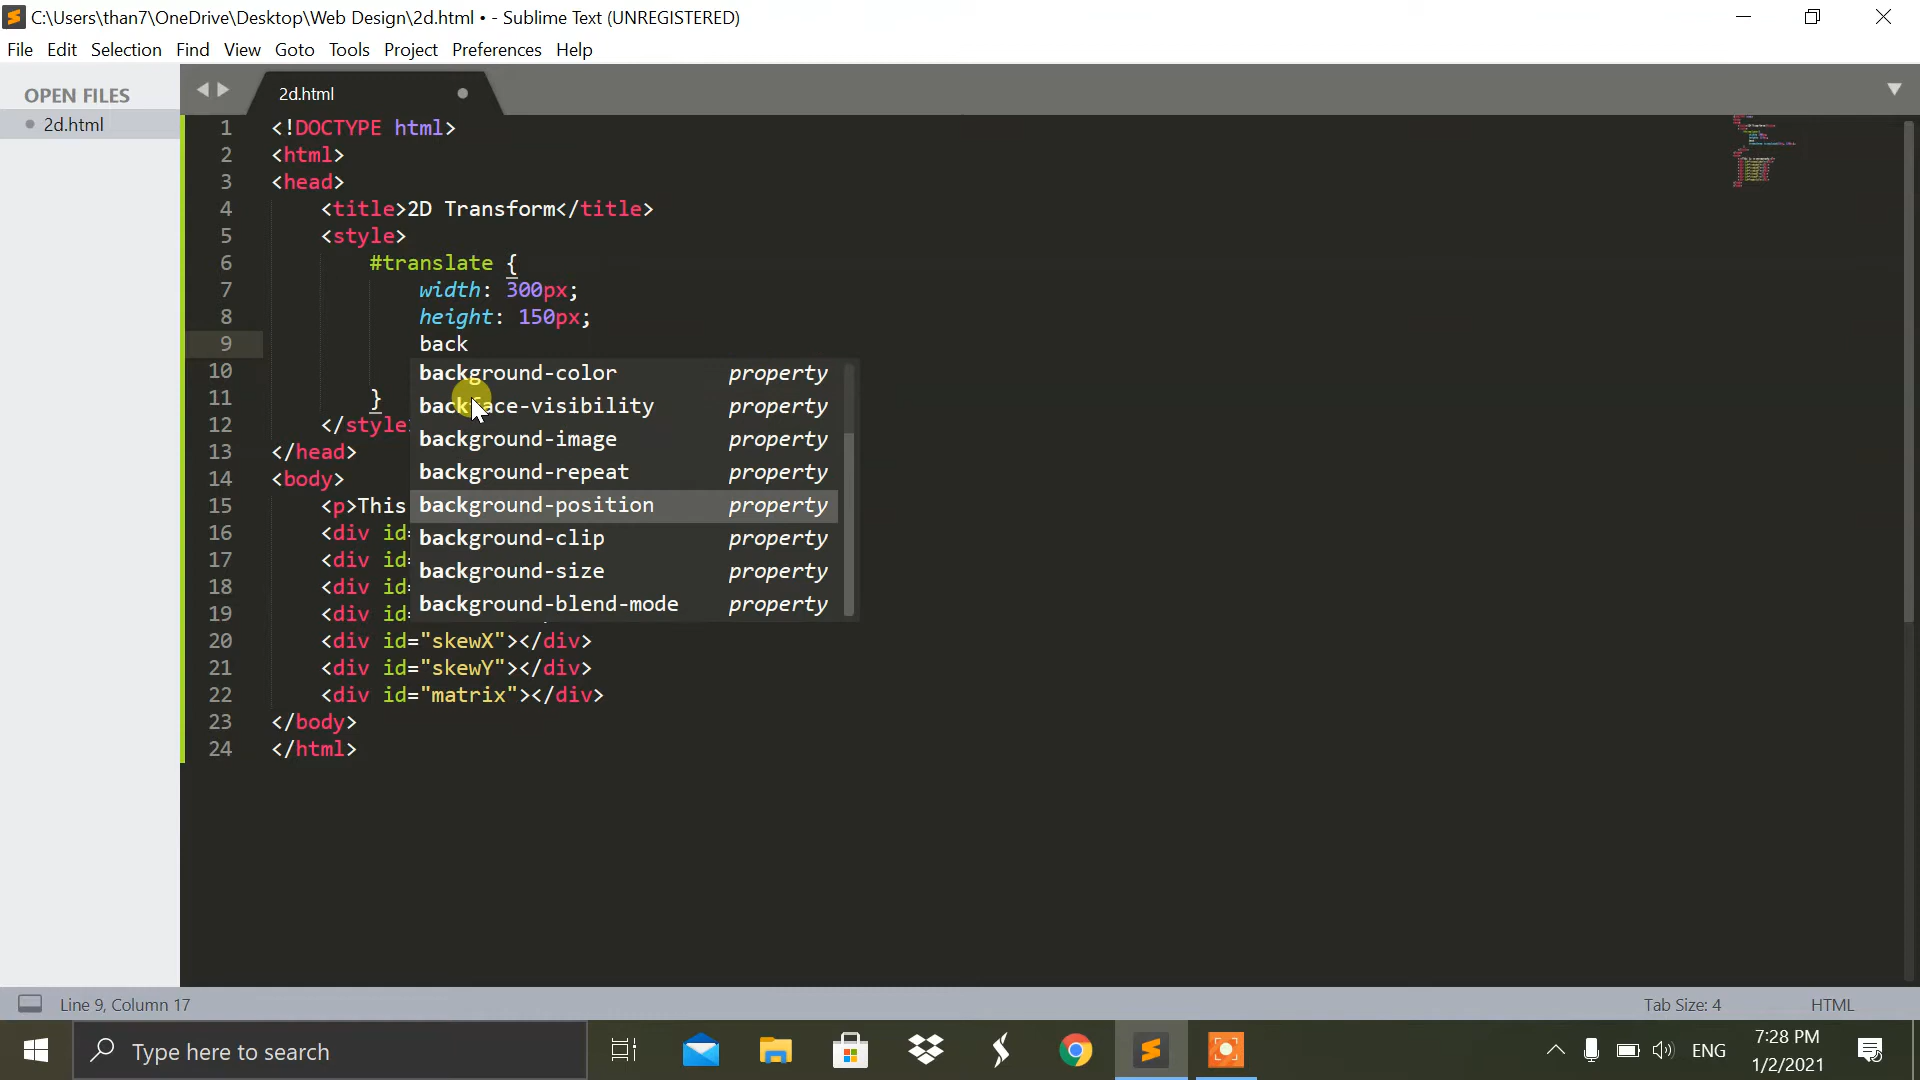 C:\Users\than7\OneDrive\Desktop\Web Design\2d.html • - Sublime Text (UNREGISTERED)
File Edit Selection Find View Goto Tools Project Preferences Help
OPEN FILES
2d.html
2d.html
1 <!DOCTYPE html>
2 <html>
3 <head>
4 <title>2D Transform</title>
5 <style>
6 #translate {
7 width: 300px;
8 height: 150px;
9 back
10 background-color property
11 } backface-visibility property
12 </style
background-image property
13 </head>
14 <body> background-repeat property
15 <p>This background-position property
16 <div id= background-clip property
17 <div id= background-size property
18 <div id=
19 <div id= background-blend-mode property
20 <div id="skewX"></div>
21 <div id="skewY"></div>
22 <div id="matrix"></div>
23 </body>
24 </html>
Line 9, Column 17 Tab Size: 4 HTML
Type here to search
ENG
7:28 PM
1/2/2021